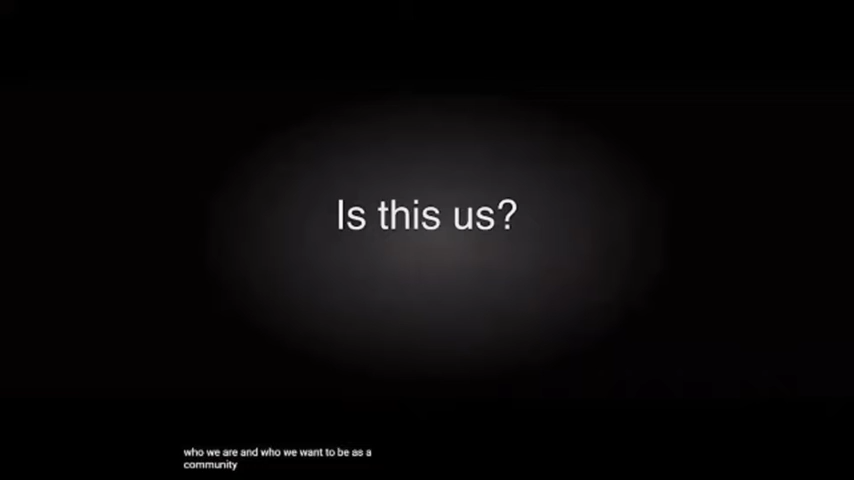 Is this us?
who we are and who we want to be as a
community